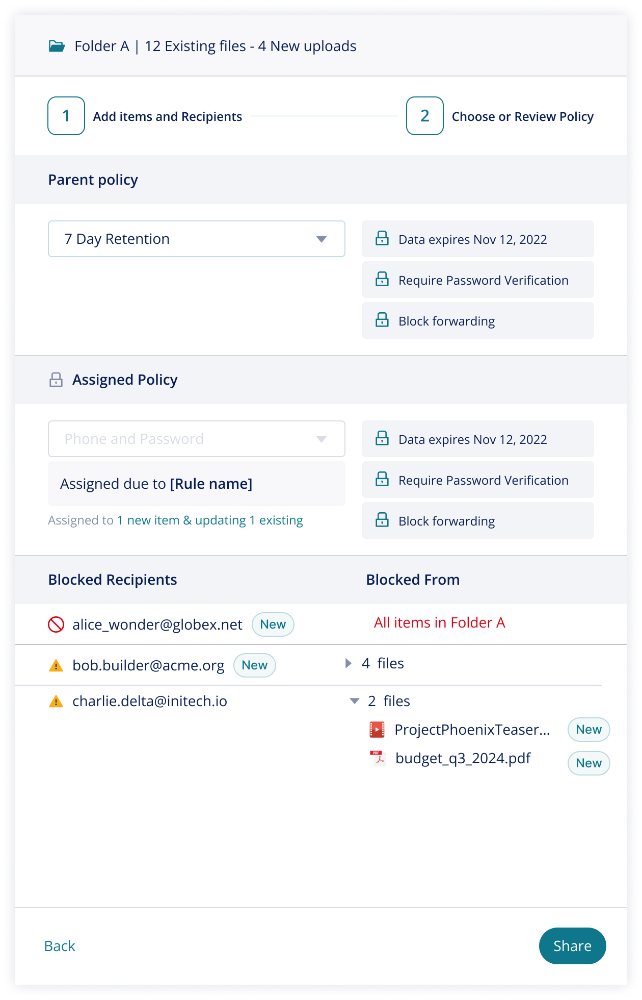 Folder A | 12 Existing files - 4 New uploads
1 Add items and Recipients
2 Choose or Review Policy
Parent policy
7 Day Retention
Data expires Nov 12, 2022
Require Password Verification
Block forwarding
Assigned Policy
Phone and Password
Assigned due to [Rule name]
Assigned to 1 new item & updating 1 existing
Data expires Nov 12, 2022
Require Password Verification
Block forwarding
Blocked Recipients
Blocked From
alice_wonder@globex.net New
All items in Folder A
bob.builder@acme.org New
4 files
charlie.delta@initech.io
2 files
ProjectPhoenixTeaser... New
PDF
budget_q3_2024.pdf New
Back
Share